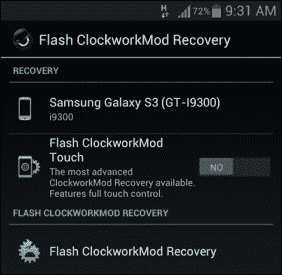 H 72% 9:31 AM
Flash ClockworkMod Recovery
RECOVERY
Samsung Galaxy S3 (GT-I9300)
i9300
Flash ClockworkMod
Touch
The most advanced
ClockworkMod Recovery available.
Features full touch control.
NO
FLASH CLOCKWORKMOD RECOVERY
Flash ClockworkMod Recovery